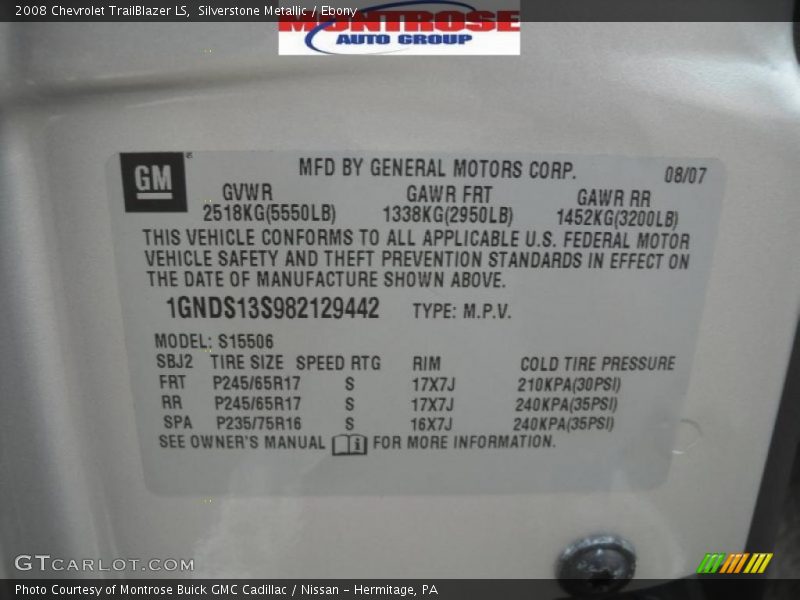 2008 Chevrolet TrailBlazer LS, Silverstone Metallic / Ebony
MONTROSE
AUTO GROUP
GM
MFD BY GENERAL MOTORS CORP. 08/07
GVWR GAWR FRT GAWR RR
2518KG(5550LB) 1338KG(2950LB) 1452KG(3200LB)
THIS VEHICLE CONFORMS TO ALL APPLICABLE U.S. FEDERAL MOTOR
VEHICLE SAFETY AND THEFT PREVENTION STANDARDS IN EFFECT ON
THE DATE OF MANUFACTURE SHOWN ABOVE.
1GNDS13S982129442 TYPE: M.P.V.
MODEL: S15506
SBJ2 TIRE SIZE SPEED RTG RIM COLD TIRE PRESSURE
FRT P245/65R17 S 17X7J 210KPA(30PSI)
RR P245/65R17 S 17X7J 240KPA(35PSI)
SPA P235/75R16 S 16X7J 240KPA(35PSI)
SEE OWNER'S MANUAL i FOR MORE INFORMATION.
GTCARLOT.COM
Photo Courtesy of Montrose Buick GMC Cadillac / Nissan - Hermitage, PA